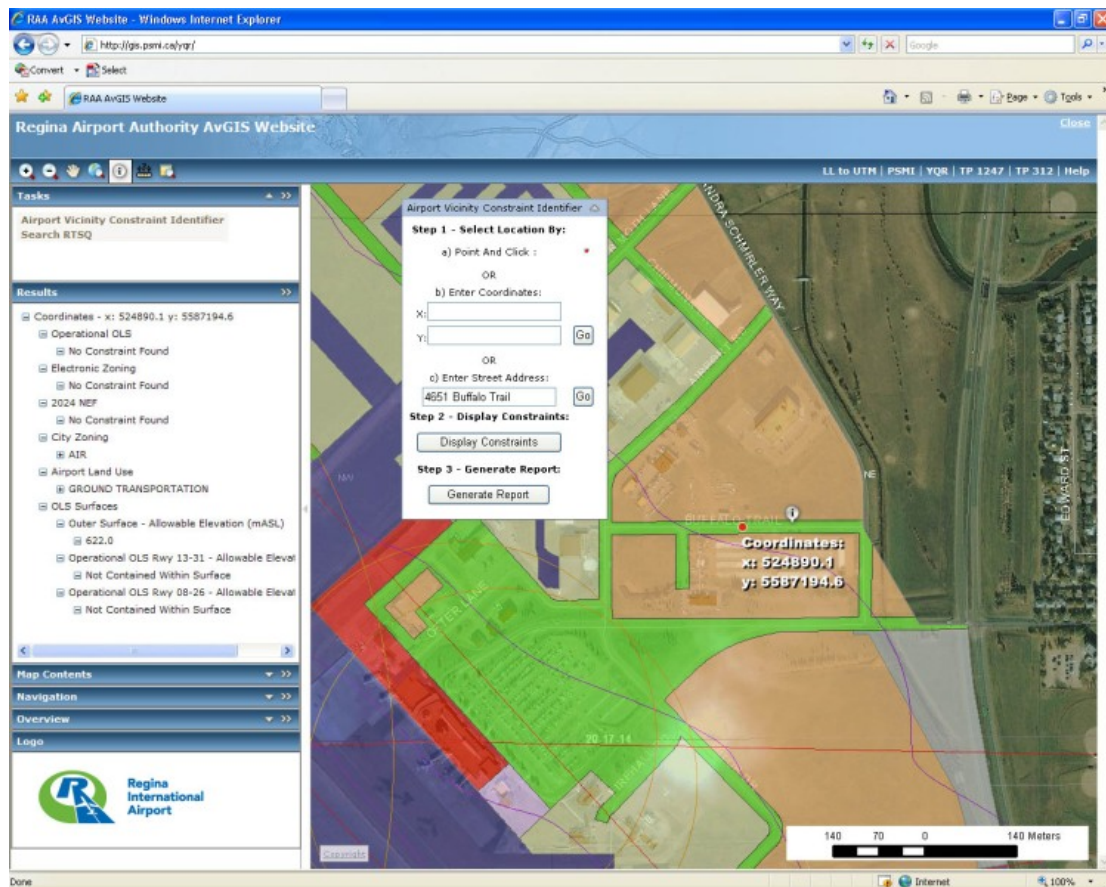 RAA AvGIS Website - Windows Internet Explorer
http://gis.psmi.ca/yqr/
Google
Convert
Select
RAA AvGIS Website
Page
Tools
Regina Airport Authority AvGIS Website
Close
LL to UTM | PSMI | YQR | TP 1247 | TP 312 | Help
Tasks
Airport Vicinity Constraint Identifier
Search RTSQ
Results
Coordinates - x: 524890.1 y: 5587194.6
Operational OLS
No Constraint Found
Electronic Zoning
No Constraint Found
2024 NEF
No Constraint Found
City Zoning
AIR
Airport Land Use
GROUND TRANSPORTATION
OLS Surfaces
Outer Surface - Allowable Elevation (mASL)
622.0
Operational OLS Rwy 13-31 - Allowable Elevat
Not Contained Within Surface
Operational OLS Rwy 08-26 - Allowable Elevat
Not Contained Within Surface
Map Contents
Navigation
Overview
Logo
Regina
International
Airport
Airport Vicinity Constraint Identifier
Step 1 - Select Location By:
a) Point And Click :
OR
b) Enter Coordinates:
X:
Y:
Go
OR
c) Enter Street Address:
4651 Buffalo Trail
Go
Step 2 - Display Constraints:
Display Constraints
Step 3 - Generate Report:
Generate Report
SCHMIRLER WAY
NW
NE
EDWARD ST
BUFFALO TRAIL
Coordinates:
x: 524890.1
y: 5587194.6
LANE
20-17-14
140 70 0 140 Meters
Copyright
Done
Internet
100%